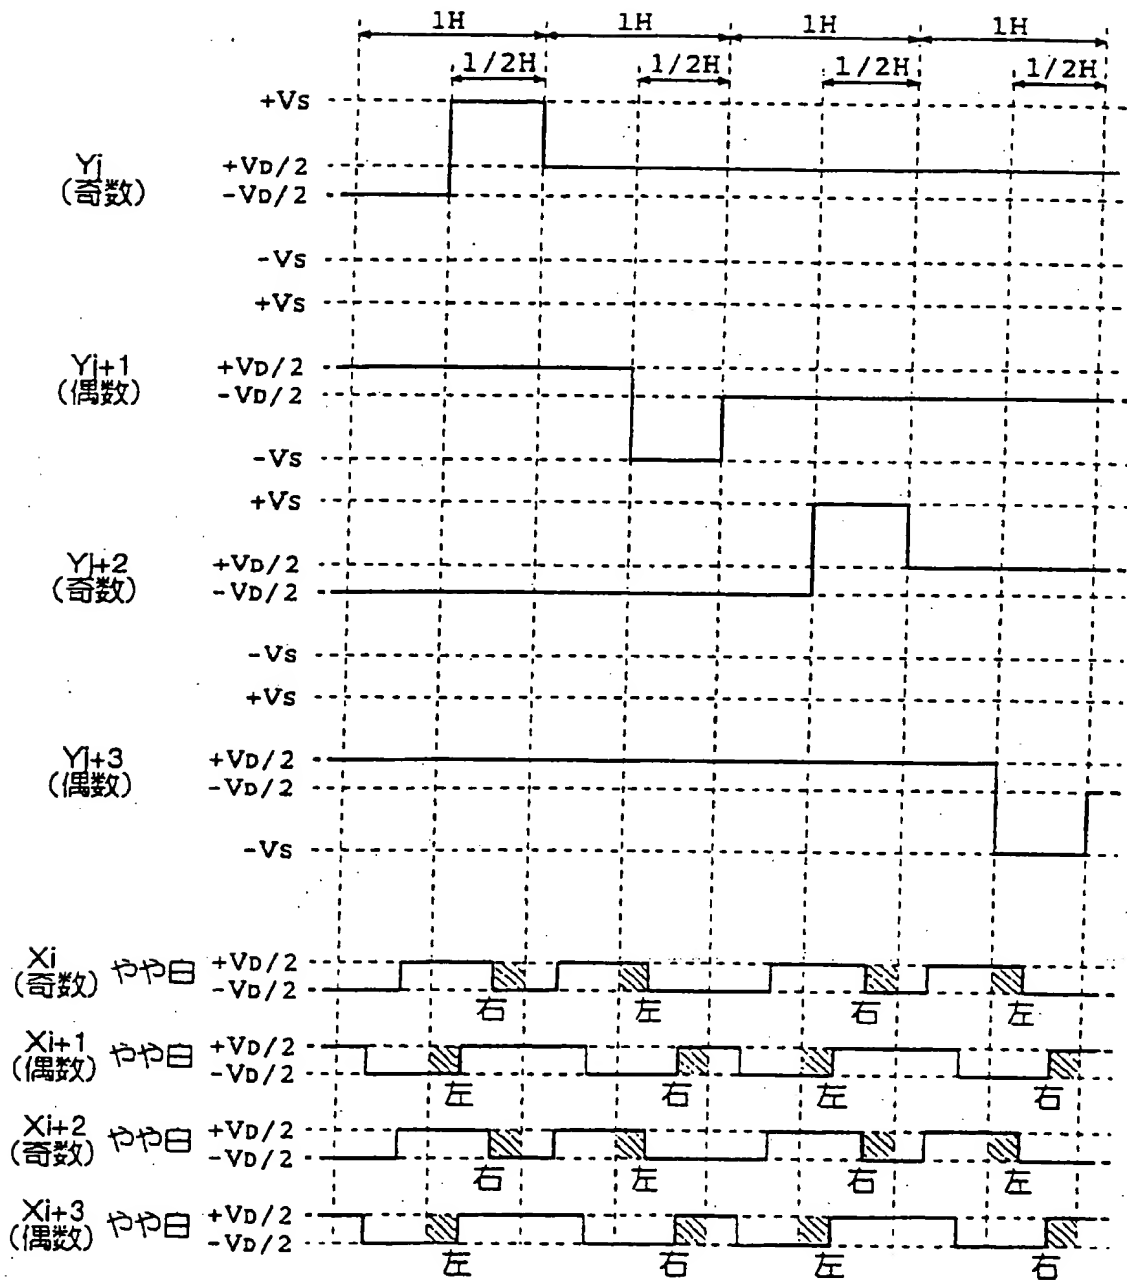 1H 1H 1H 1H
1/2H 1/2H 1/2H 1/2H
+VS
Yj
(奇数)
+VD/2
-VD/2
-VS
+VS
Yj+1
(偶数)
+VD/2
-VD/2
-VS
+VS
Yj+2
(奇数)
+VD/2
-VD/2
-VS
+VS
Yj+3
(偶数)
+VD/2
-VD/2
-VS
Xi
(奇数)
やや白
+VD/2
-VD/2
右 左 右 左
Xi+1
(偶数)
やや白
+VD/2
-VD/2
左 右 左 右
Xi+2
(奇数)
やや白
+VD/2
-VD/2
右 左 右 左
Xi+3
(偶数)
やや白
+VD/2
-VD/2
左 右 左 右